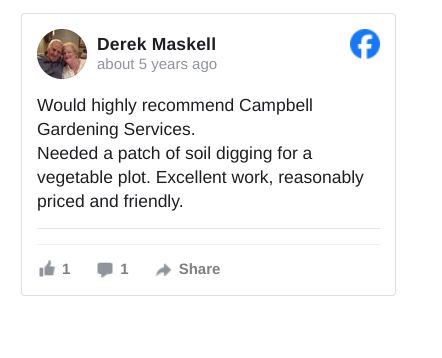 Derek Maskell
about 5 years ago
Would highly recommend Campbell
Gardening Services.
Needed a patch of soil digging for a
vegetable plot. Excellent work, reasonably
priced and friendly.
1 1 Share